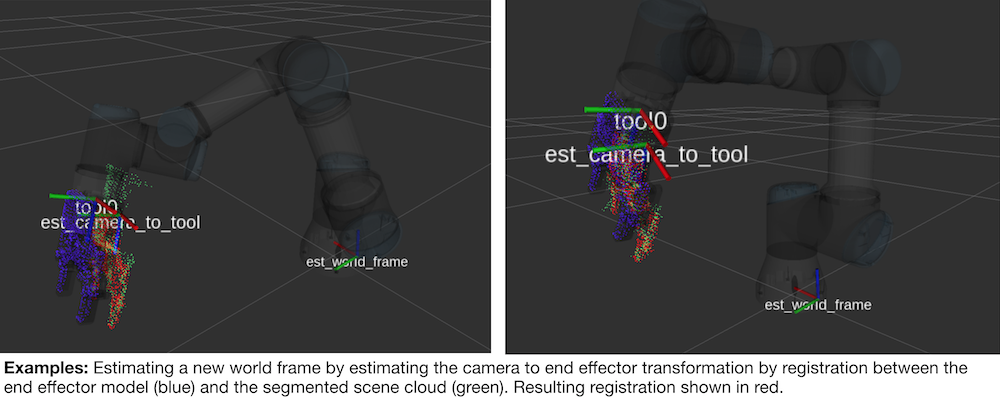 tool0
est_camera_to_tool
est_world_frame
tool0
est_camera_to_tool
est_world_frame
Examples: Estimating a new world frame by estimating the camera to end effector transformation by registration between the
end effector model (blue) and the segmented scene cloud (green). Resulting registration shown in red.